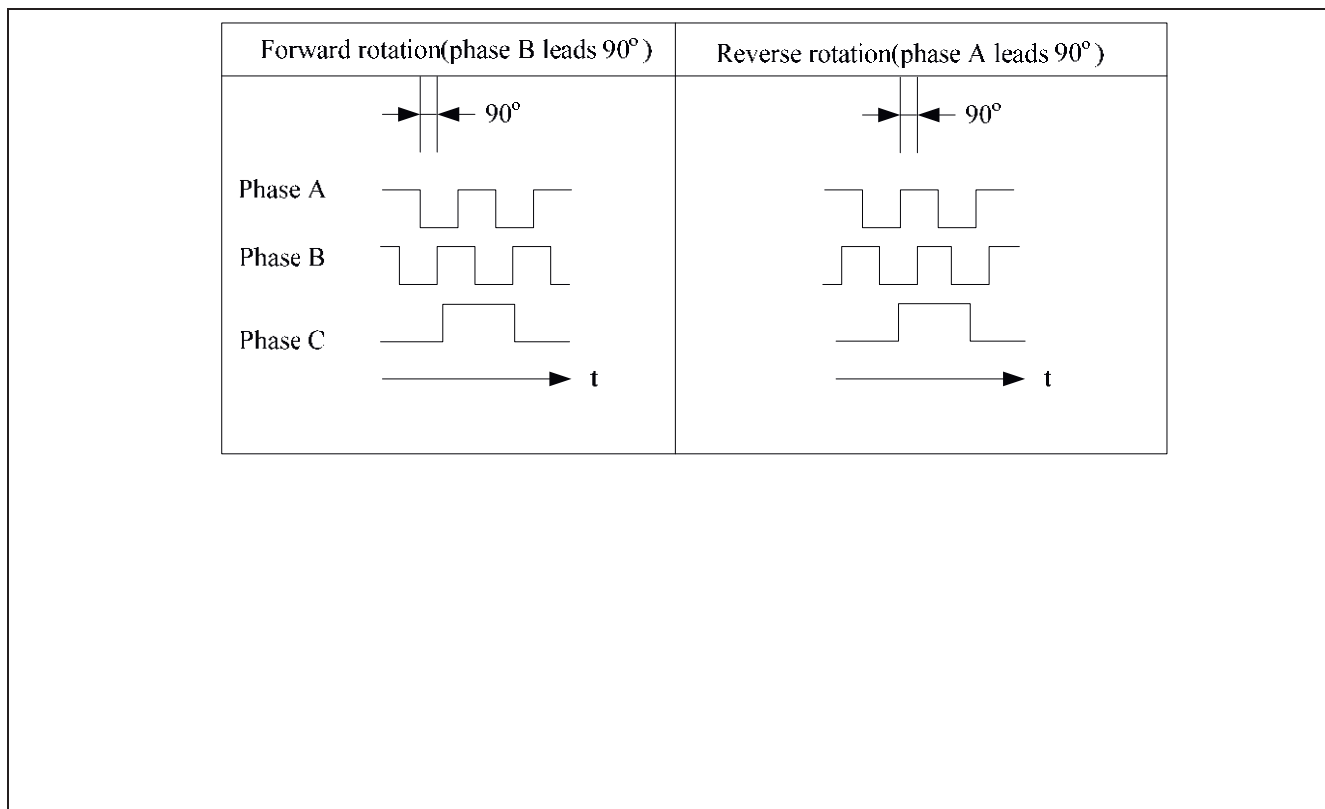 Forward rotation(phase B leads 90°)
Reverse rotation(phase A leads 90°)
90°
90°
Phase A
Phase B
Phase C
t
t